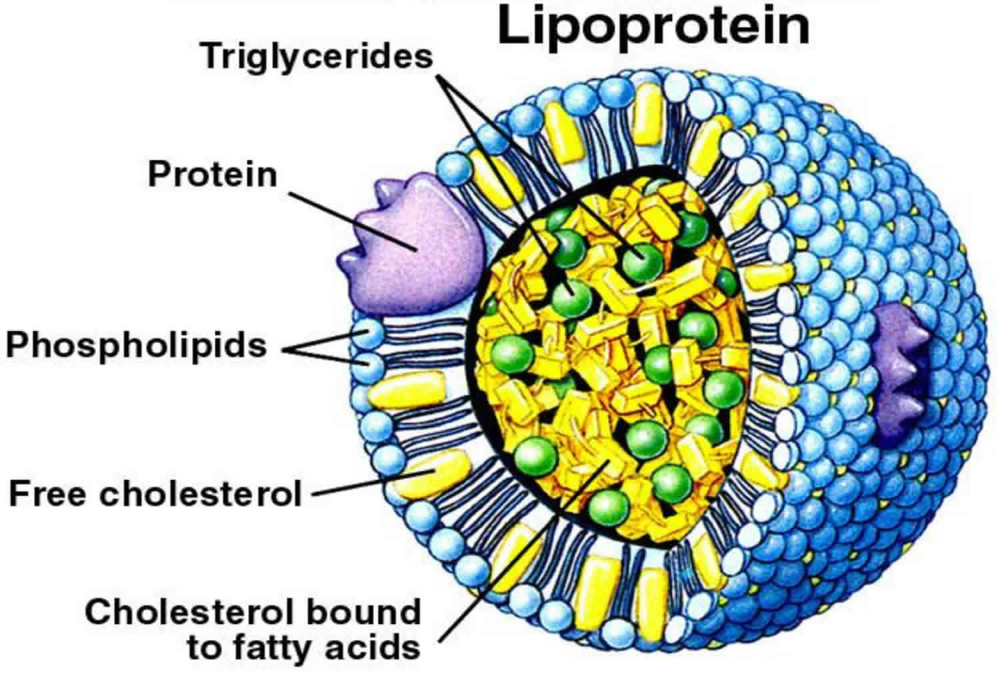 Lipoprotein
Triglycerides
Protein
Phospholipids
Free cholesterol
Cholesterol bound
to fatty acids